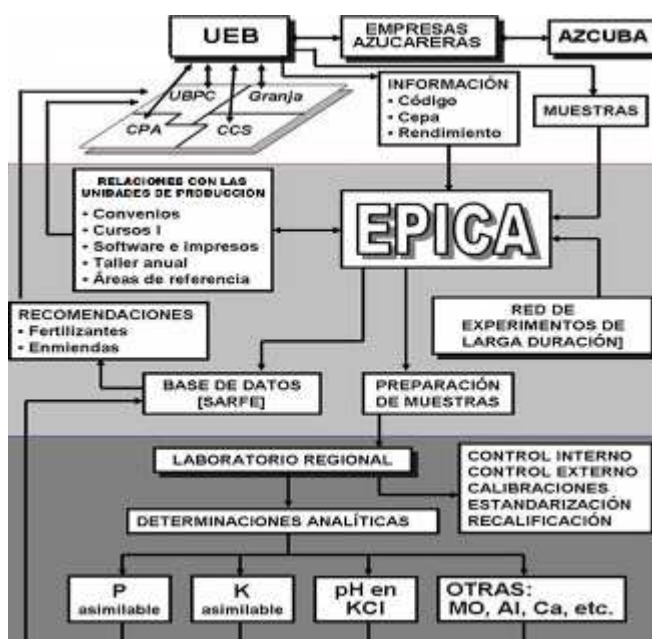 UEB
EMPRESAS
AZUCARERAS
AZCUBA
UBPC
Granja
CPA
CCS
INFORMACIÓN
• Código
• Cepa
• Rendimiento
MUESTRAS
RELACIONES CON LAS
UNIDADES DE PRODUCCIÓN
• Convenios
• Cursos I
• Software e impresos
• Taller anual
• Áreas de referencia
EPICA
RECOMENDACIONES
• Fertilizantes
• Enmiendas
RED DE
EXPERIMENTOS DE
LARGA DURACIÓN]
BASE DE DATOS
[SARFE]
PREPARACIÓN
DE MUESTRAS
LABORATORIO REGIONAL
CONTROL INTERNO
CONTROL EXTERNO
CALIBRACIONES
ESTANDARIZACIÓN
RECALIFICACIÓN
DETERMINACIONES ANALÍTICAS
P
asimilable
K
asimilable
pH en
KCl
OTRAS:
MO, Al, Ca, etc.